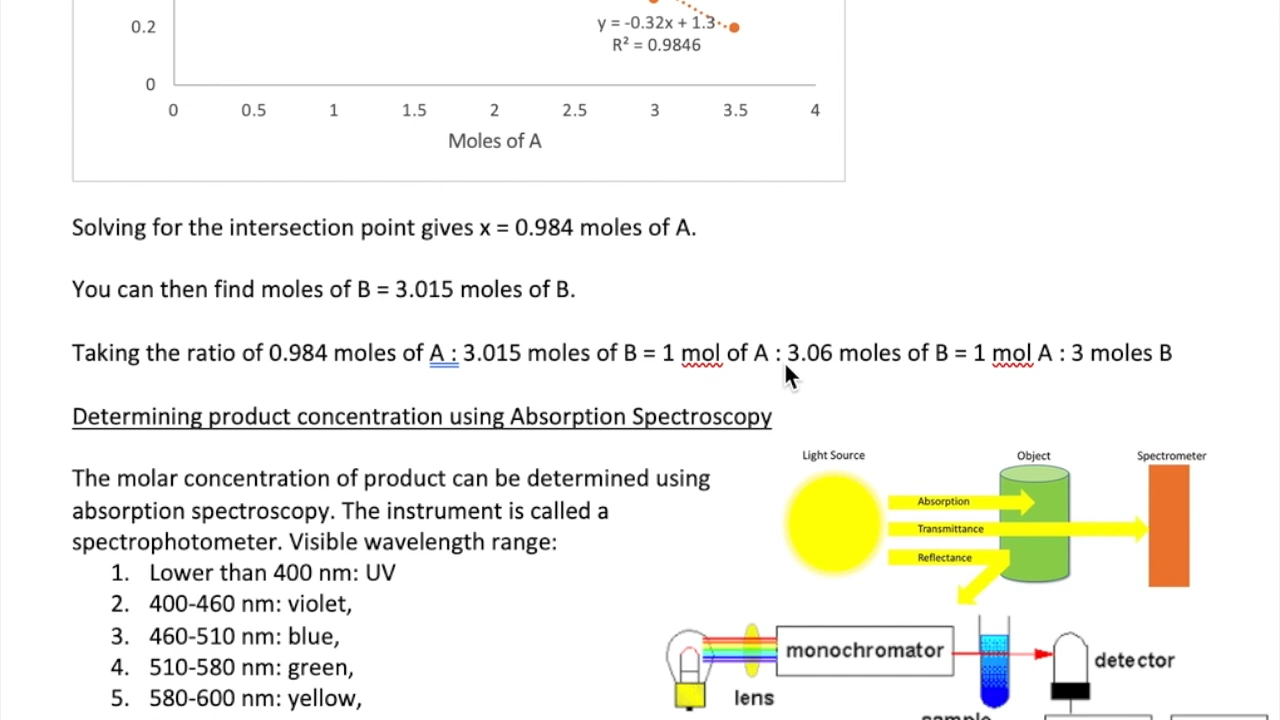 0.2
y = -0.32x + 1.3
R² = 0.9846
0
0 0.5 1 1.5 2 2.5 3 3.5 4
Moles of A
Solving for the intersection point gives x = 0.984 moles of A.
You can then find moles of B = 3.015 moles of B.
Taking the ratio of 0.984 moles of A : 3.015 moles of B = 1 mol of A : 3.06 moles of B = 1 mol A : 3 moles B
Determining product concentration using Absorption Spectroscopy
The molar concentration of product can be determined using
absorption spectroscopy. The instrument is called a
spectrophotometer. Visible wavelength range:
1. Lower than 400 nm: UV
2. 400-460 nm: violet,
3. 460-510 nm: blue,
4. 510-580 nm: green,
5. 580-600 nm: yellow,
Light Source Object Spectrometer
Absorption
Transmittance
Reflectance
monochromator
detector
lens
sample